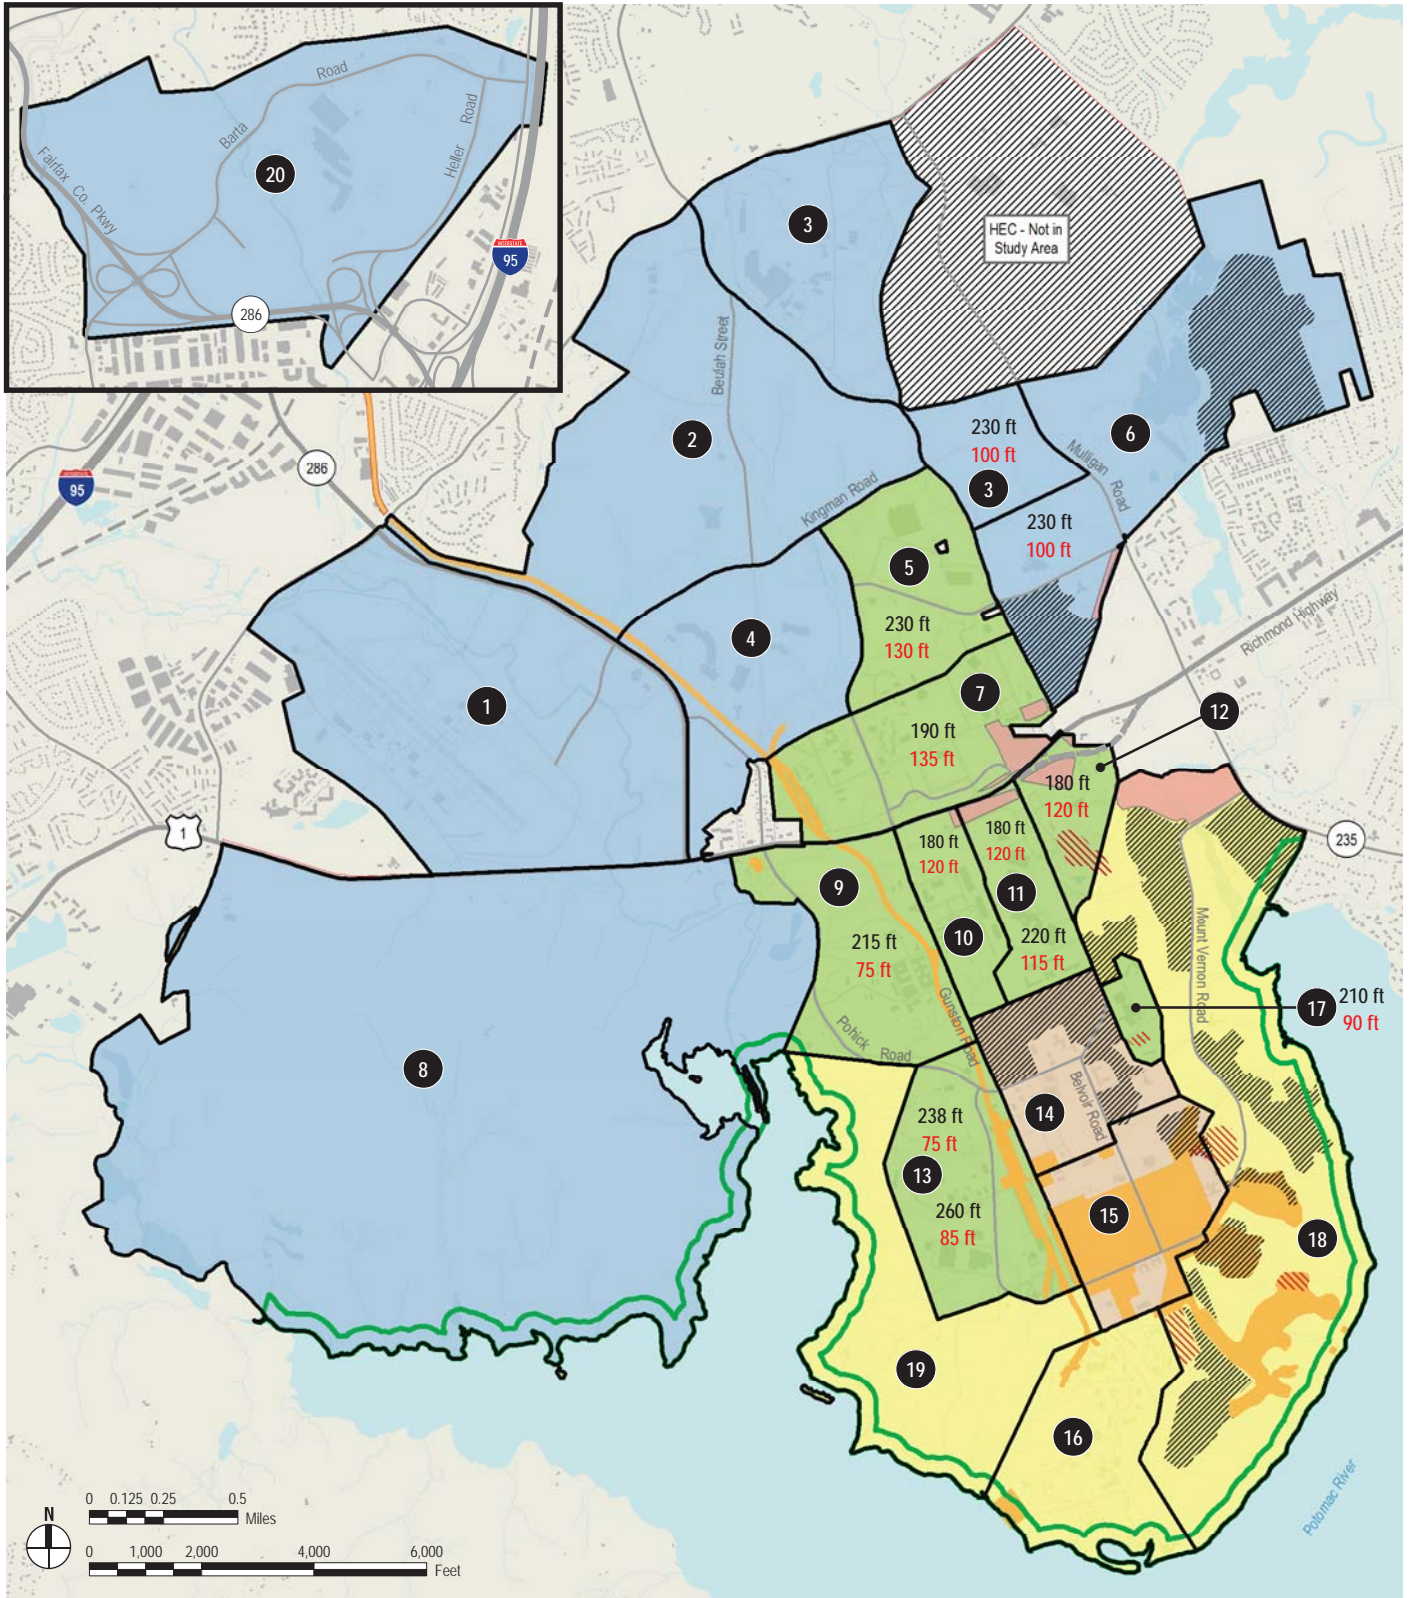 Road
Barta
Heller Road
Fairfax Co. Pkwy
20
INTERSTATE
95
286
3
HEC - Not in
Study Area
Beulah Street
2
230 ft
100 ft
3
6
Mulligan Road
286
INTERSTATE
95
Kingman Road
230 ft
100 ft
5
230 ft
130 ft
4
Richmond Highway
7
1
12
190 ft
135 ft
180 ft
120 ft
1
180 ft
120 ft
180 ft
120 ft
235
9
11
Mount Vernon Road
10
215 ft
75 ft
220 ft
115 ft
Gunston Road
17
210 ft
90 ft
Pohick Road
8
Belvoir Road
14
238 ft
75 ft
13
260 ft
85 ft
15
18
19
16
Potomac River
N
0 0.125 0.25 0.5
Miles
0 1,000 2,000 4,000 6,000
Feet